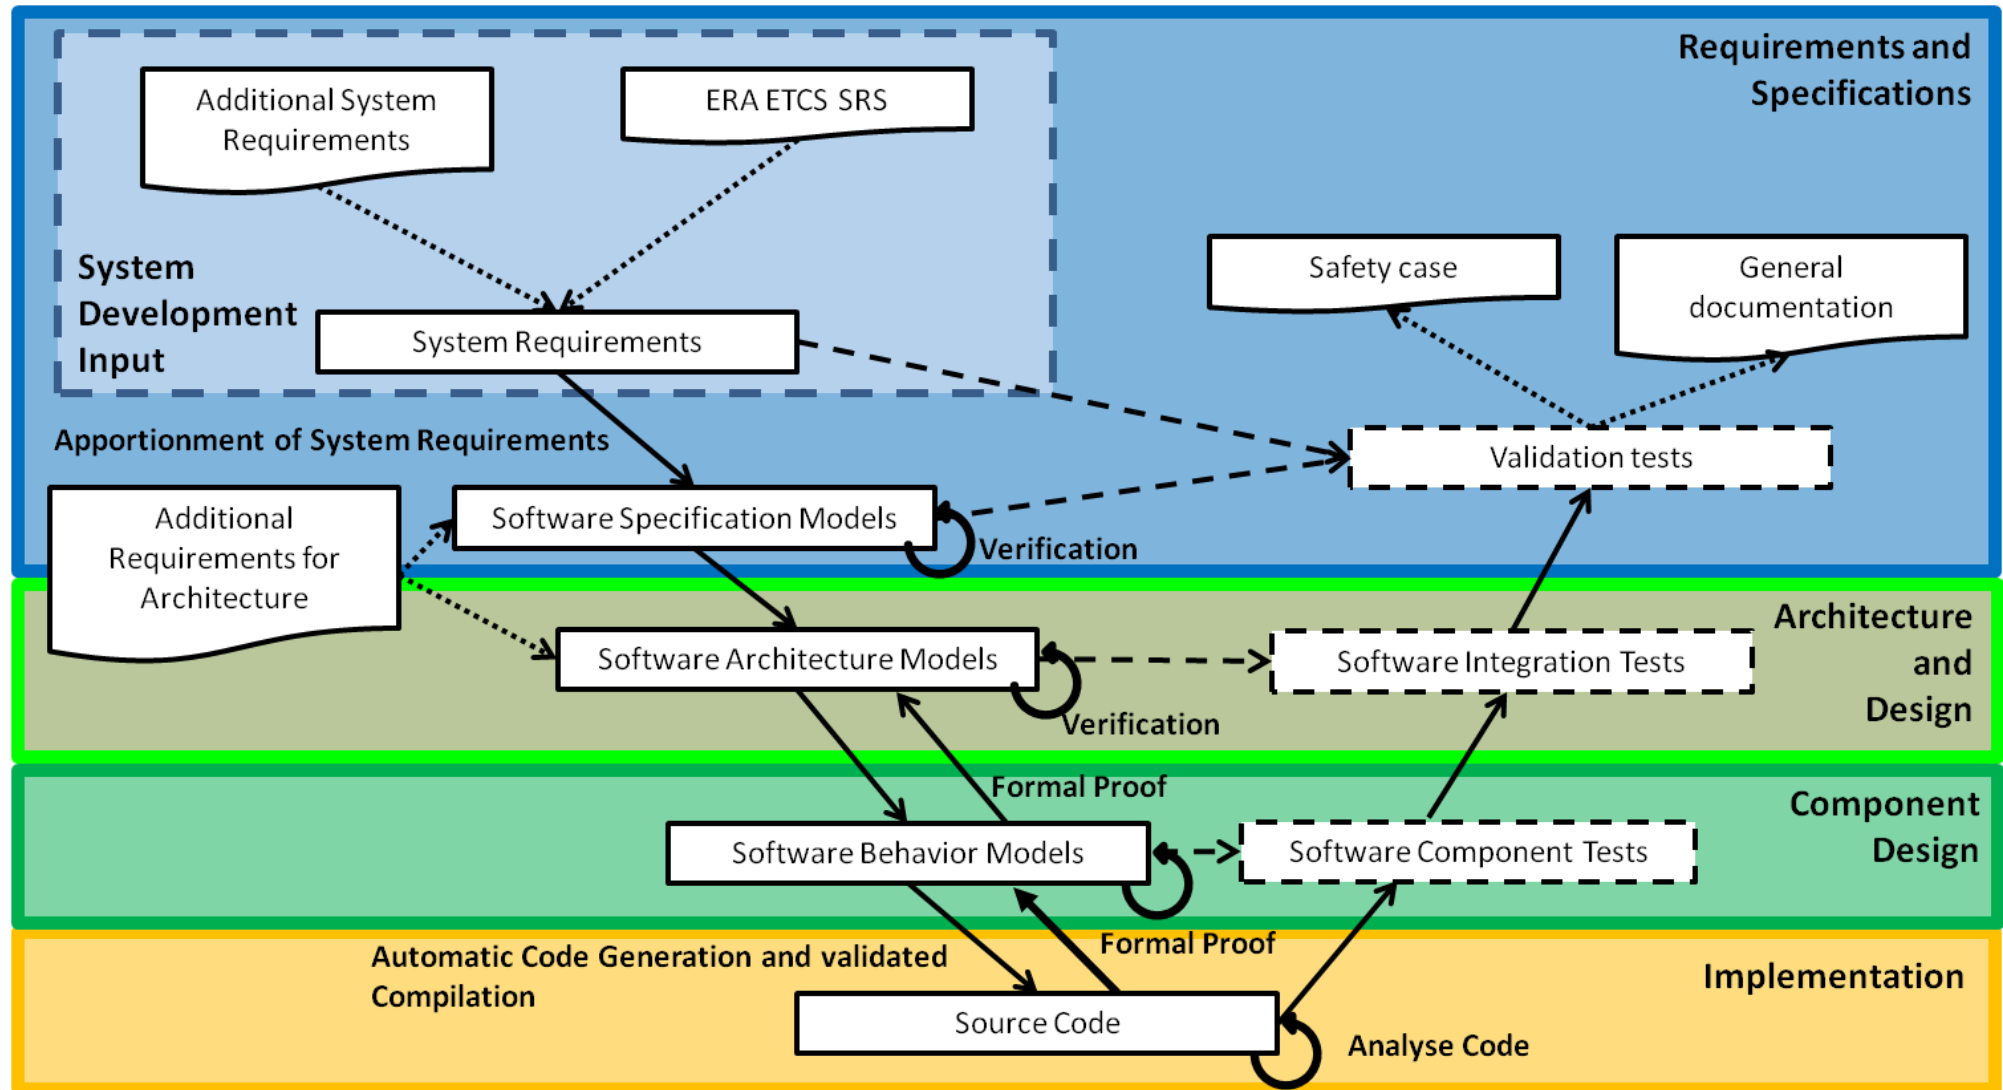 Requirements and
Specifications
Additional System
Requirements
ERA ETCS SRS
System
Development
Input
System Requirements
Safety case
General
documentation
Apportionment of System Requirements
Validation tests
Additional
Requirements for
Architecture
Software Specification Models
Verification
Architecture
and
Design
Software Architecture Models
Software Integration Tests
Verification
Formal Proof
Component
Design
Software Behavior Models
Software Component Tests
Formal Proof
Automatic Code Generation and validated
Compilation
Implementation
Source Code
Analyse Code